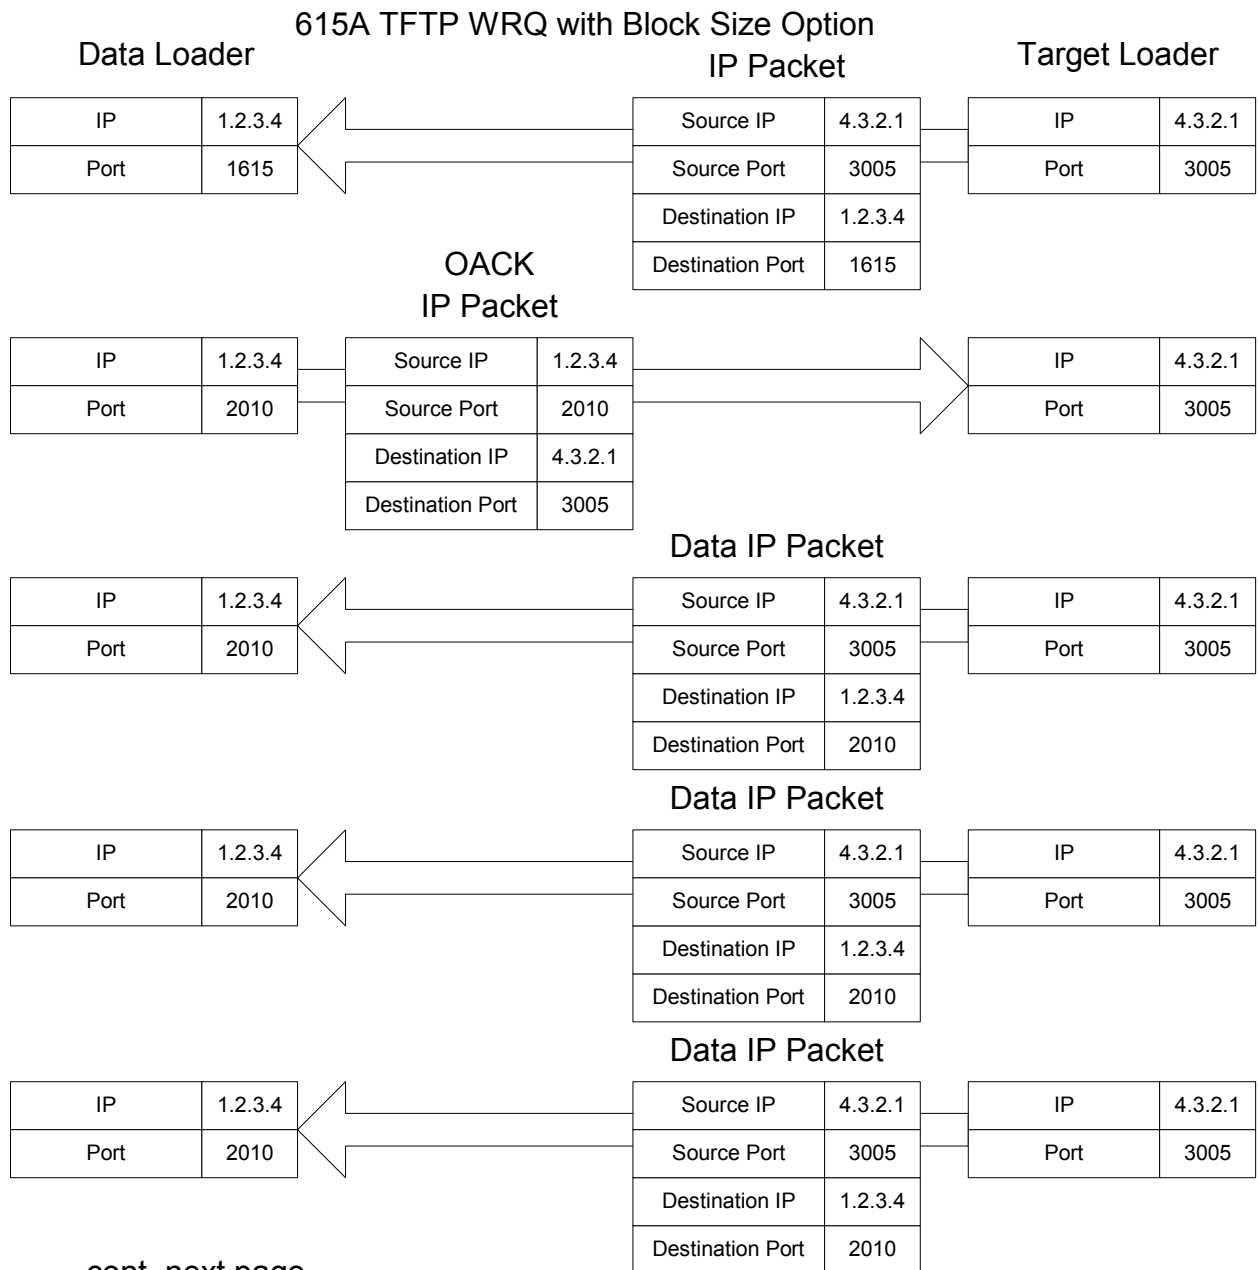 615A TFTP WRQ with Block Size Option
Data Loader IP Packet Target Loader
IP 1.2.3.4 Source IP 4.3.2.1 IP 4.3.2.1
Port 1615 Source Port 3005 Port 3005
Destination IP 1.2.3.4
Destination Port 1615
OACK
IP Packet
IP 1.2.3.4 Source IP 1.2.3.4 IP 4.3.2.1
Port 2010 Source Port 2010 Port 3005
Destination IP 4.3.2.1
Destination Port 3005
Data IP Packet
IP 1.2.3.4 Source IP 4.3.2.1 IP 4.3.2.1
Port 2010 Source Port 3005 Port 3005
Destination IP 1.2.3.4
Destination Port 2010
Data IP Packet
IP 1.2.3.4 Source IP 4.3.2.1 IP 4.3.2.1
Port 2010 Source Port 3005 Port 3005
Destination IP 1.2.3.4
Destination Port 2010
Data IP Packet
IP 1.2.3.4 Source IP 4.3.2.1 IP 4.3.2.1
Port 2010 Source Port 3005 Port 3005
Destination IP 1.2.3.4
Destination Port 2010
cont. next page